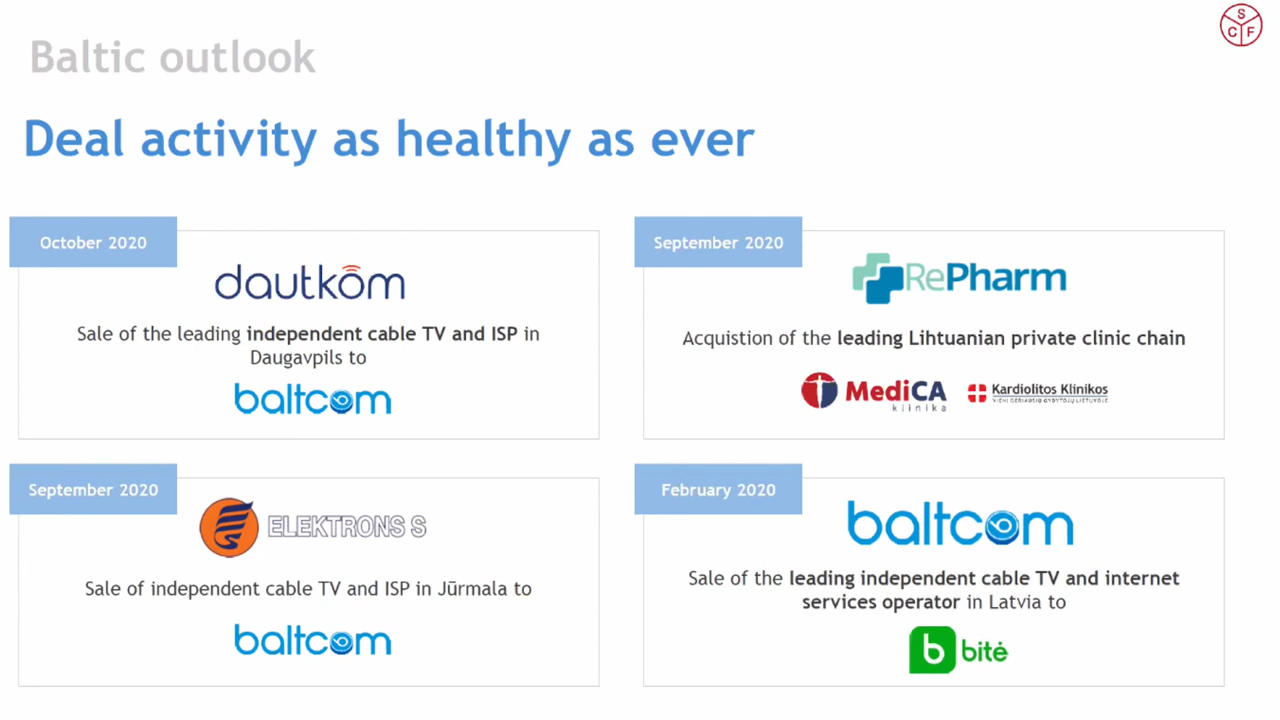 S
C F
Baltic outlook
Deal activity as healthy as ever
October 2020
dautkom
Sale of the leading independent cable TV and ISP in
Daugavpils to
baltcom
September 2020
RePharm
Acquistion of the leading Lihtuanian private clinic chain
MediCA
klinika
Kardiolitos Klinikos
September 2020
ELEKTRONS S
Sale of independent cable TV and ISP in Jūrmala to
baltcom
February 2020
baltcom
Sale of the leading independent cable TV and internet
services operator in Latvia to
b bitė